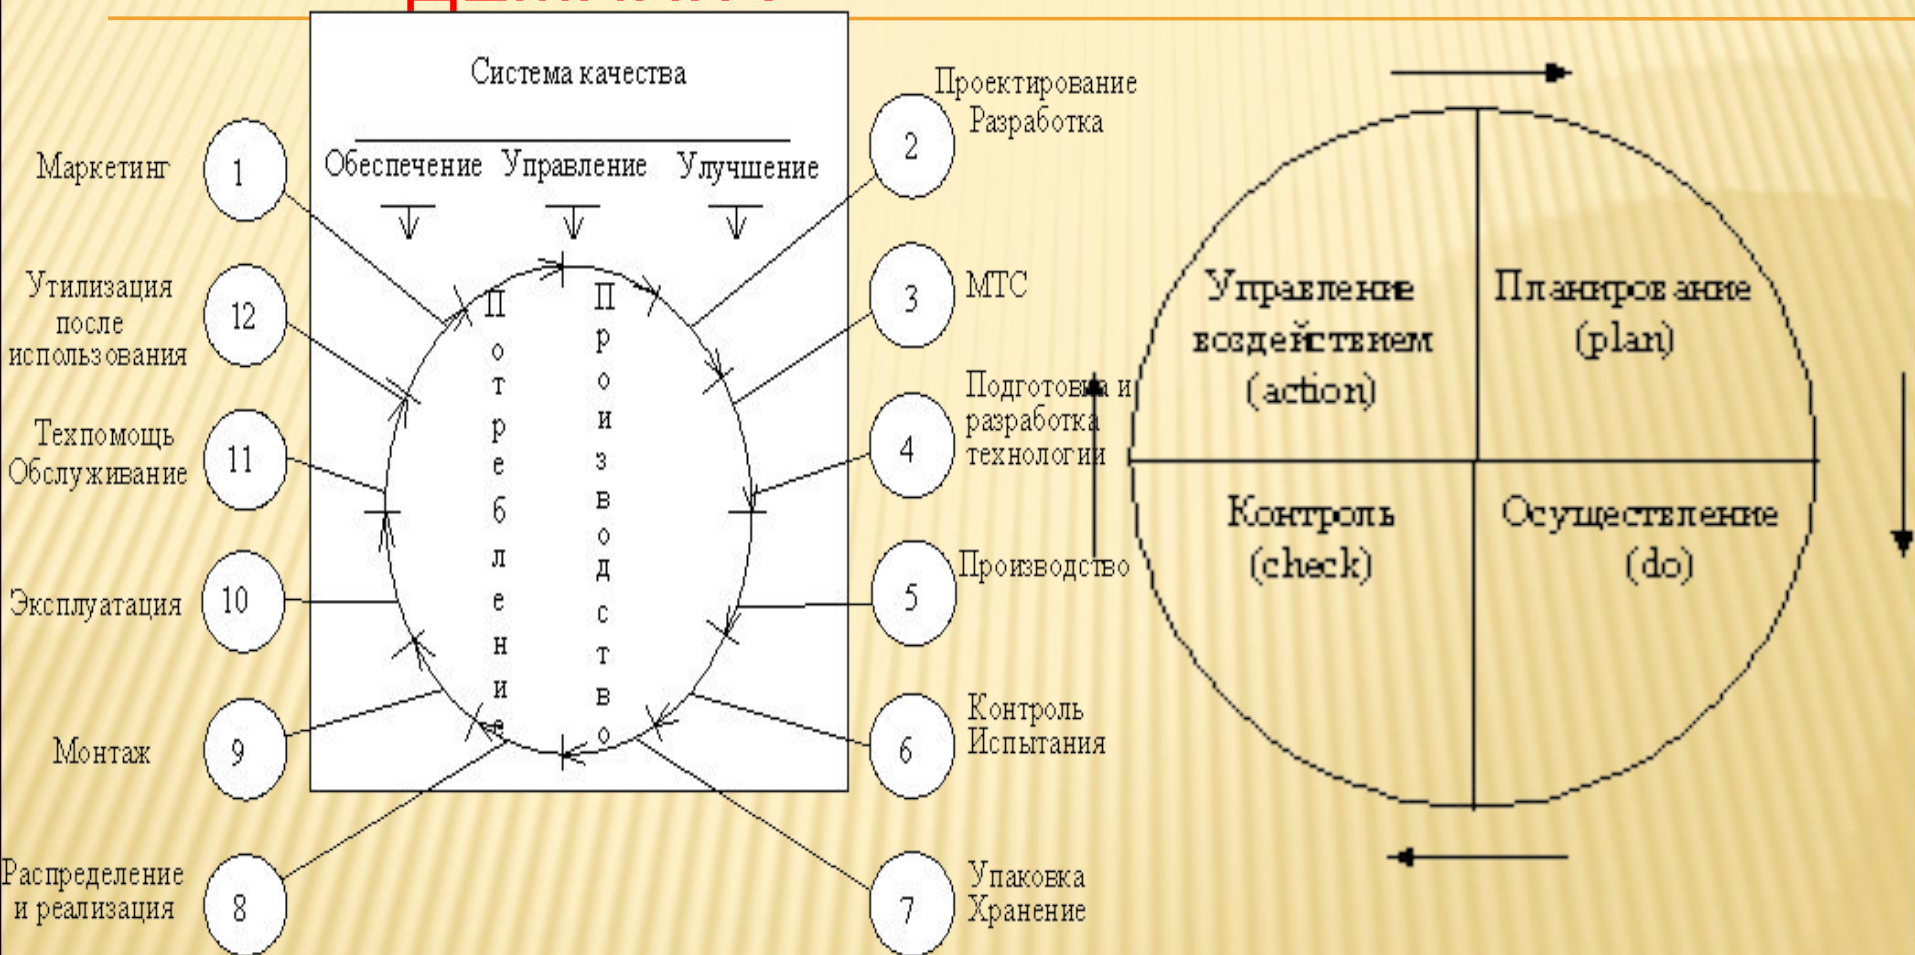 Система качества
Обеспечение Управление Улучшение
Потребление
Производство
1
Маркетинг
2
Проектирование
Разработка
3
МТС
4
Подготовка и
разработка
технологии
5
Производство
6
Контроль
Испытания
7
Упаковка
Хранение
8
Распределение
и реализация
9
Монтаж
10
Эксплуатация
11
Техпомощь
Обслуживание
12
Утилизация
после
использования
Управление
воздействием
(action)
Планирование
(plan)
Контроль
(check)
Осуществление
(do)